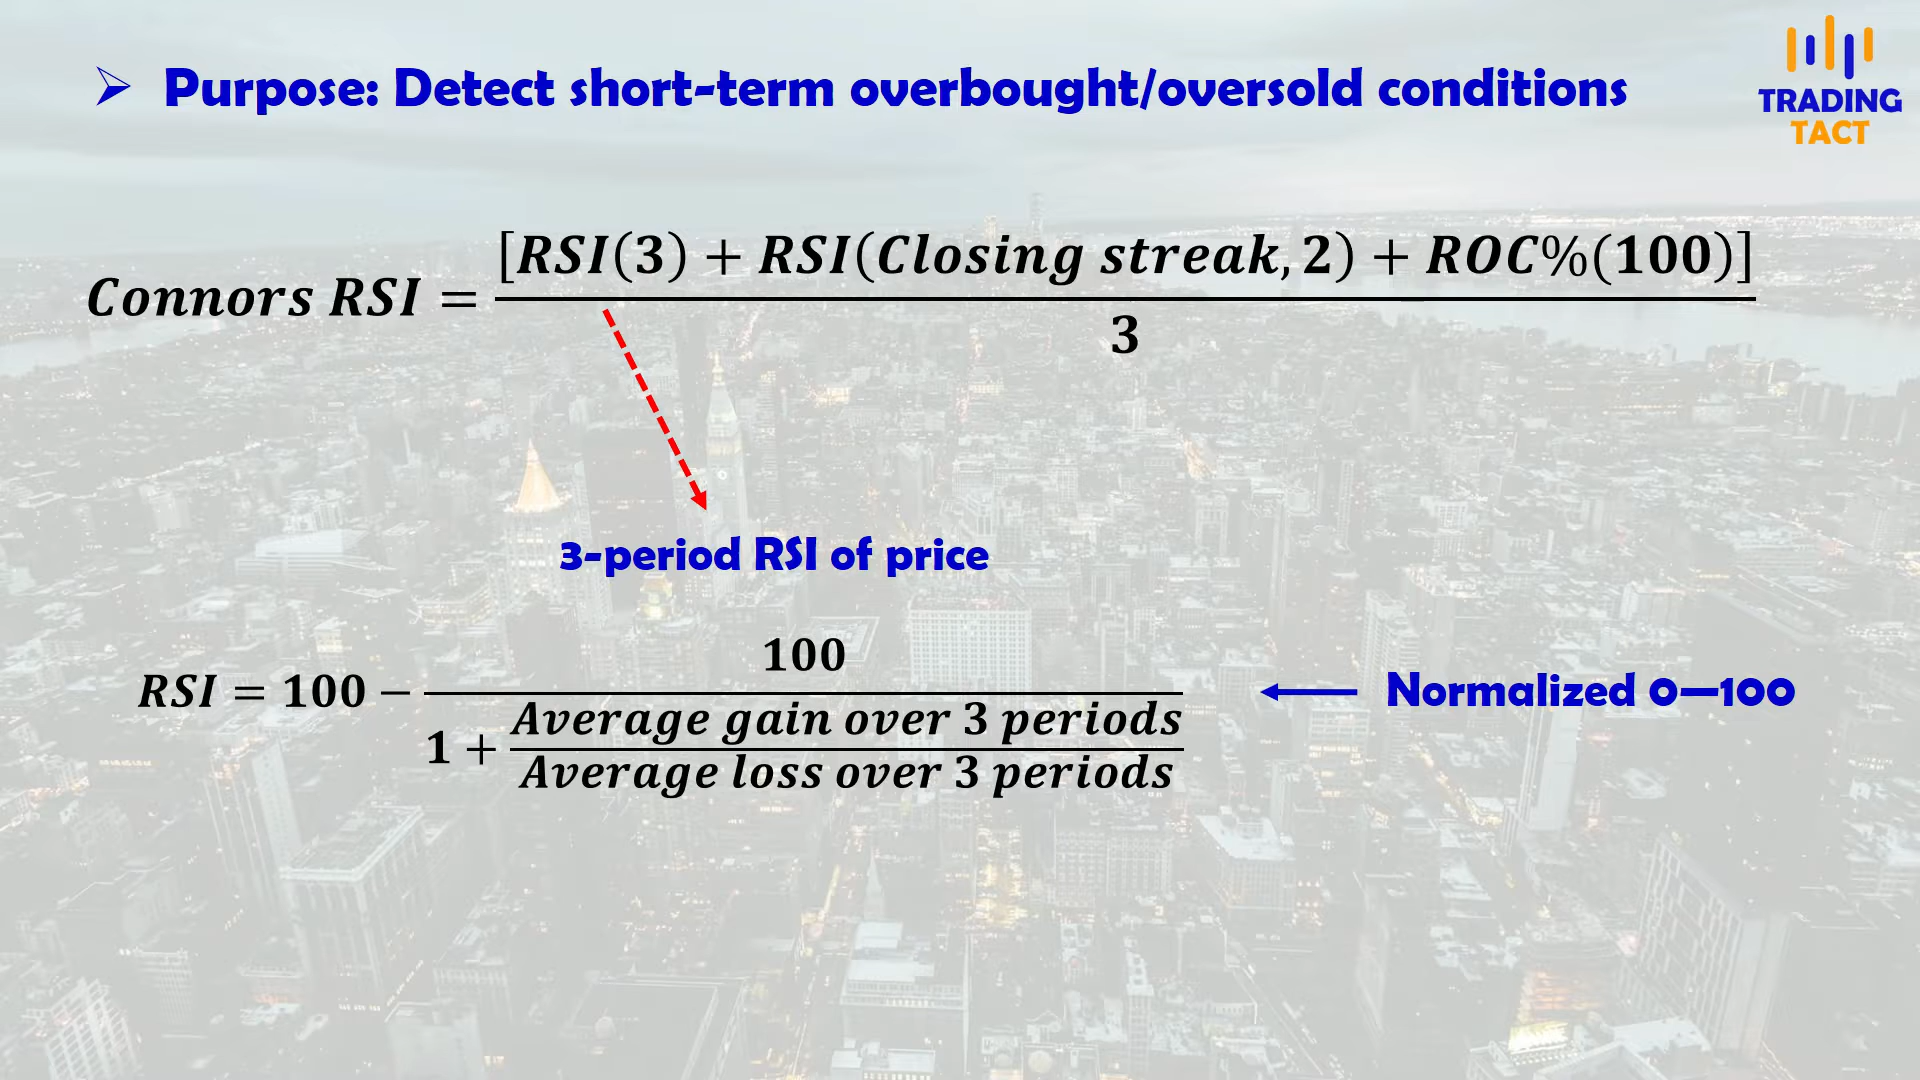 ➢ Purpose: Detect short-term overbought/oversold conditions
TRADING
TACT
Connors RSI = [RSI(3) + RSI(Closing streak, 2) + ROC%(100)]
3
3-period RSI of price
RSI = 100 − 100
1 + Average gain over 3 periods
Average loss over 3 periods
Normalized 0—100